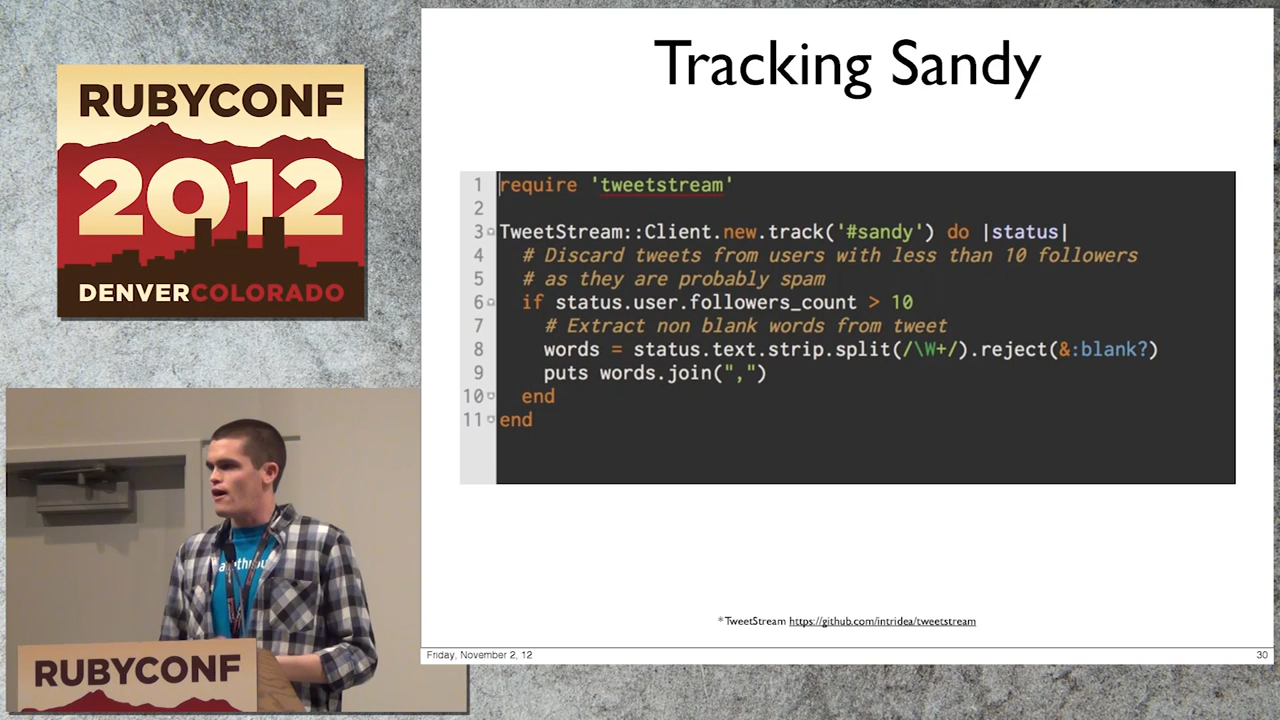 RUBYCONF
2012
DENVERCOLORADO
Tracking Sandy
1 require 'tweetstream'
2
3 TweetStream::Client.new.track('#sandy') do |status|
4 # Discard tweets from users with less than 10 followers
5 # as they are probably spam
6 if status.user.followers_count > 10
7 # Extract non blank words from tweet
8 words = status.text.strip.split(/\W+/).reject(&:blank?)
9 puts words.join(",")
10 end
11 end
*TweetStream https://github.com/intridea/tweetstream
Friday, November 2, 12
30
RUBYCONF